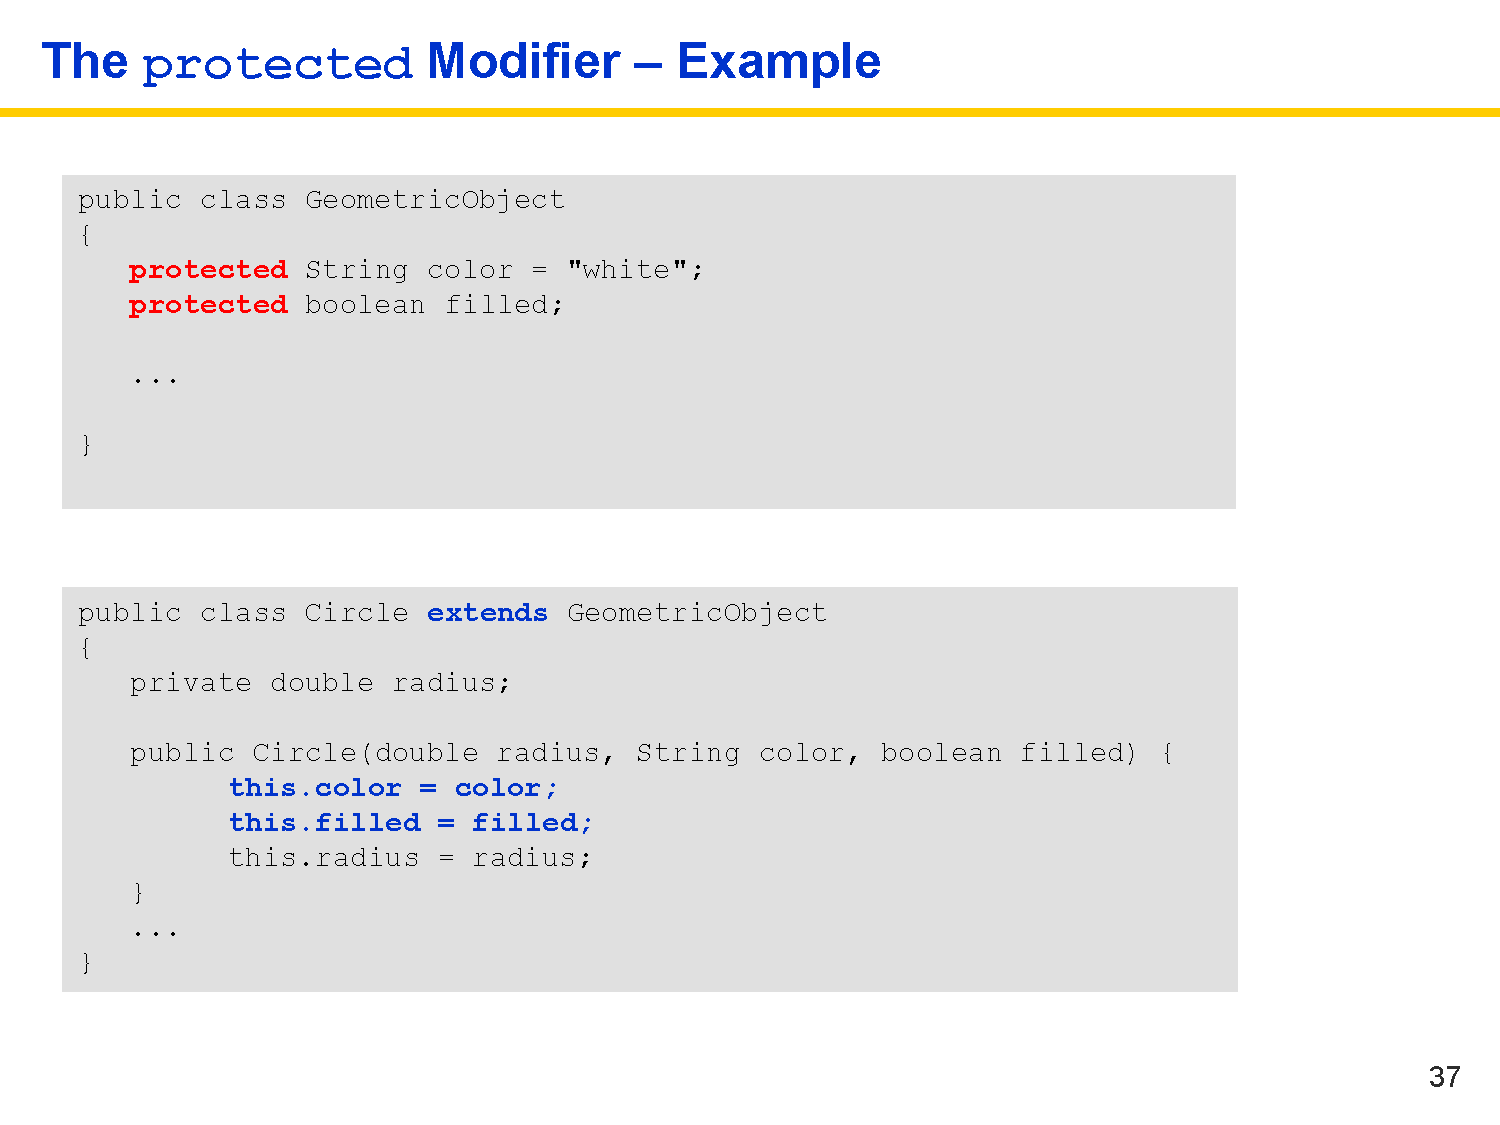 The protected Modifier – Example
public class GeometricObject
{
protected String color = "white";
protected boolean filled;
...
}
public class Circle extends GeometricObject
{
private double radius;
public Circle(double radius, String color, boolean filled) {
this.color = color;
this.filled = filled;
this.radius = radius;
}
...
}
37